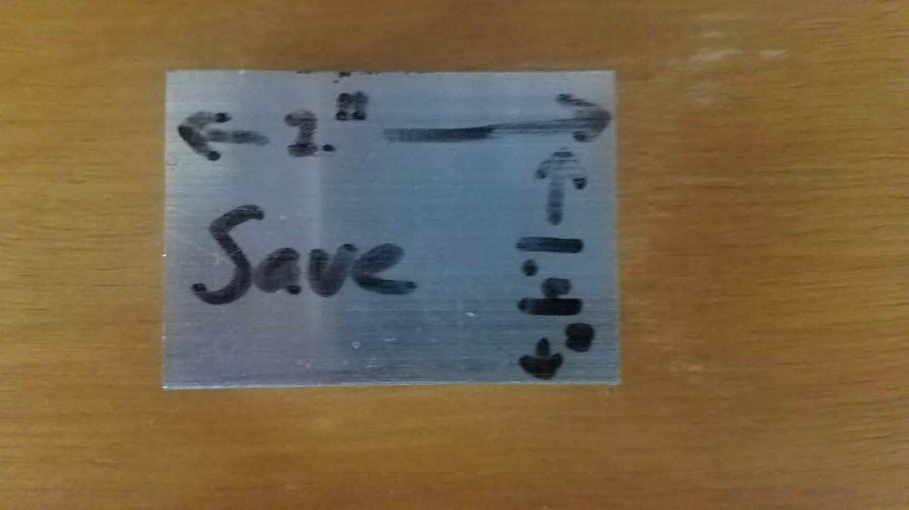 ← 2." →
Save